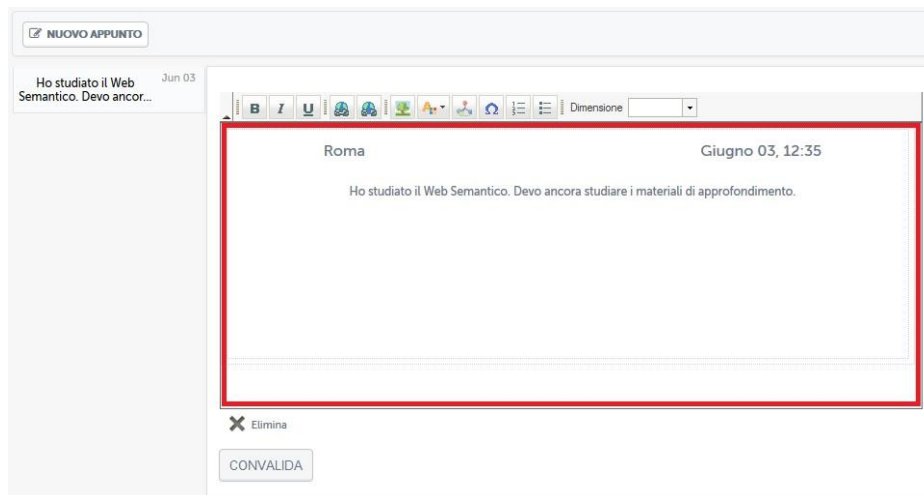 NUOVO APPUNTO
Ho studiato il Web
Jun 03
Semantico. Devo ancor...
B I U Dimensione
Roma
Giugno 03, 12:35
Ho studiato il Web Semantico. Devo ancora studiare i materiali di approfondimento.
Elimina
CONVALIDA